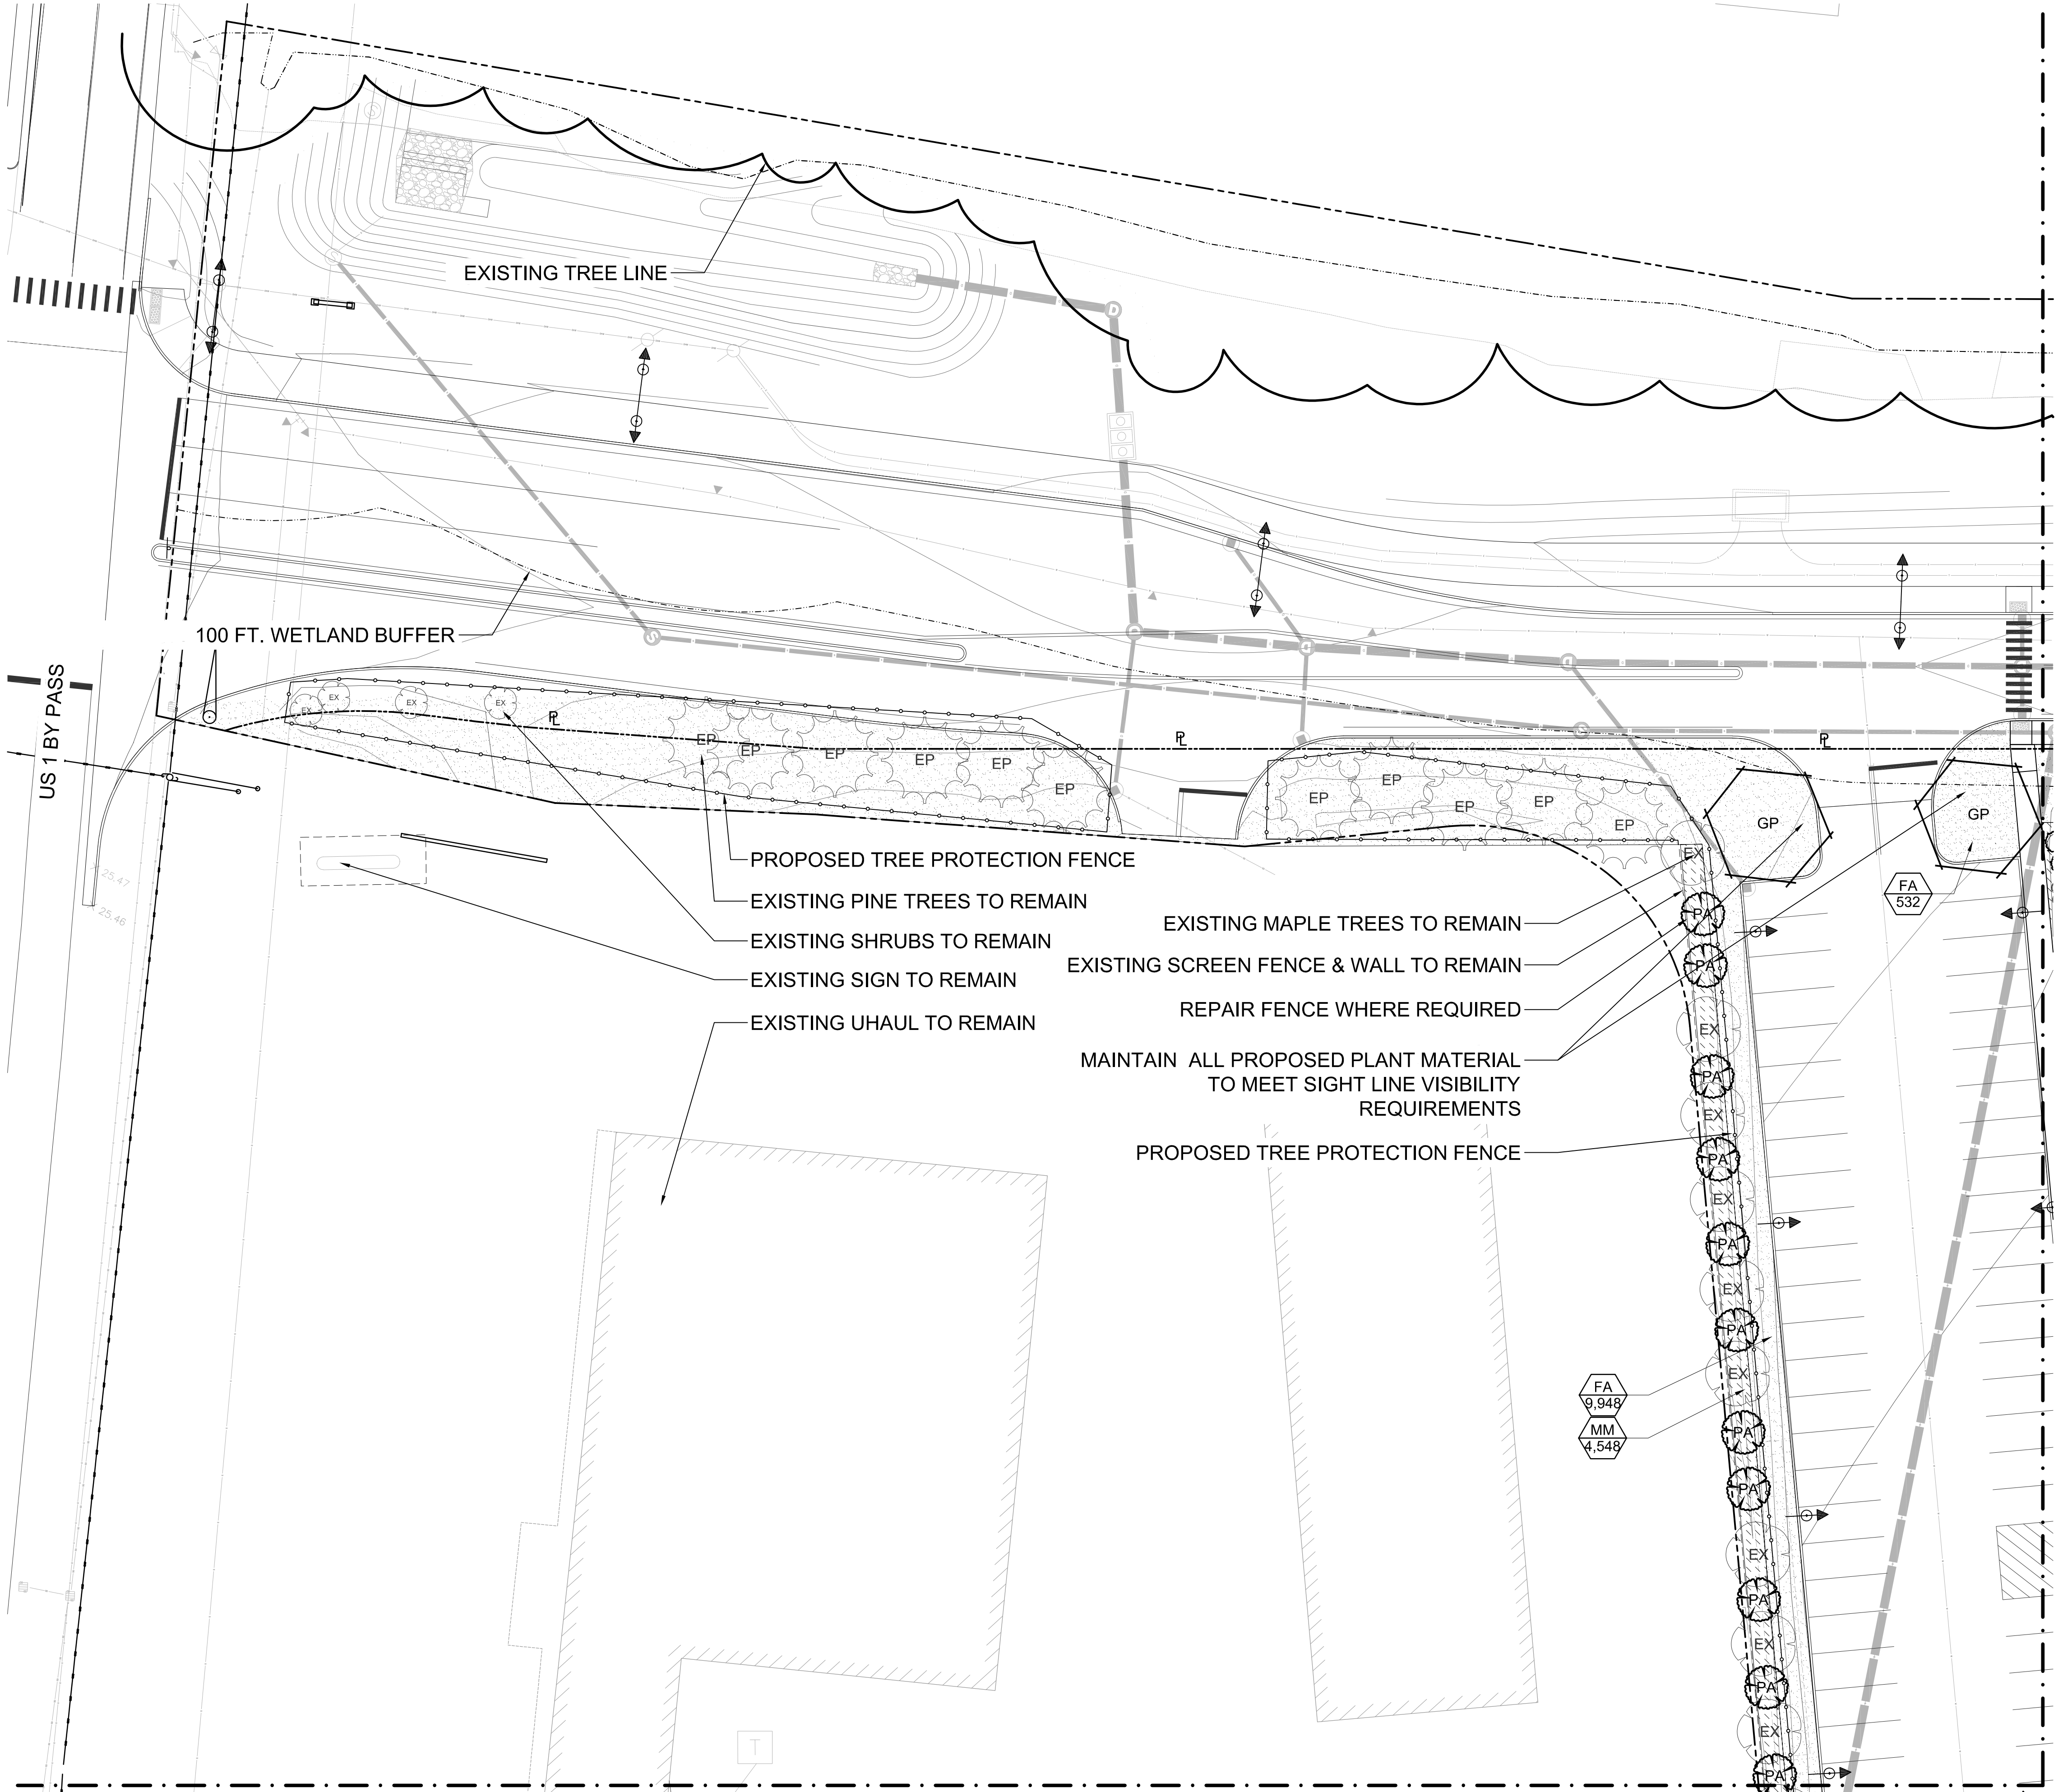 EXISTING TREE LINE
100 FT. WETLAND BUFFER
US 1 BY PASS
EX
EX
EX
EX
EP
EP
EP
EP
EP
EP
EP
EP
EP
EP
EP
GP
GP
FA
532
25.47
25.46
PROPOSED TREE PROTECTION FENCE
EXISTING PINE TREES TO REMAIN
EXISTING SHRUBS TO REMAIN
EXISTING SIGN TO REMAIN
EXISTING UHAUL TO REMAIN
EXISTING MAPLE TREES TO REMAIN
EXISTING SCREEN FENCE & WALL TO REMAIN
REPAIR FENCE WHERE REQUIRED
MAINTAIN ALL PROPOSED PLANT MATERIAL
TO MEET SIGHT LINE VISIBILITY
REQUIREMENTS
PROPOSED TREE PROTECTION FENCE
EX
PA
PA
EX
PA
EX
PA
EX
PA
EX
PA
EX
PA
PA
EX
PA
EX
PA
EX
PA
FA
9,948
MM
4,548
T
S
S
S
D
D
D
D
S